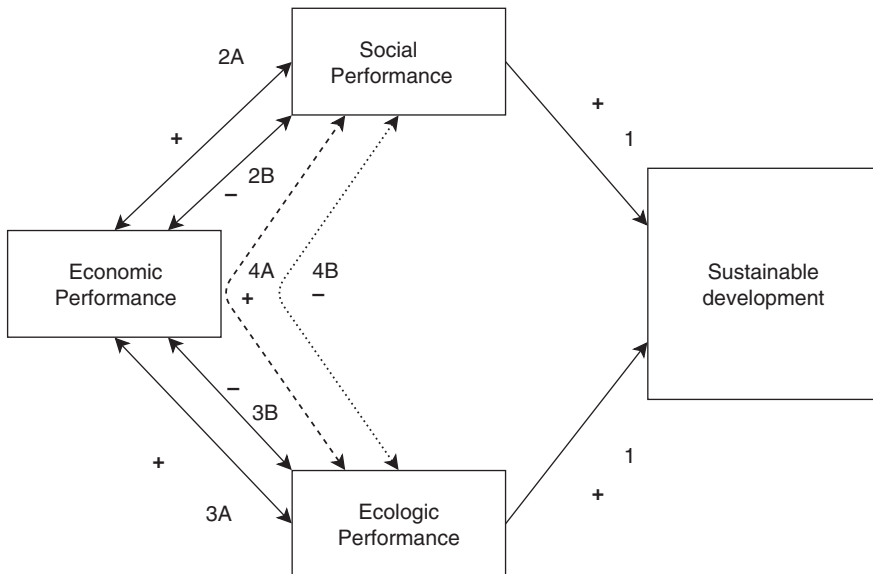 2A
Social
Performance
+
1
+
2B
−
Economic
Performance
4A
+
4B
−
Sustainable
development
−
3B
+
3A
Ecologic
Performance
1
+